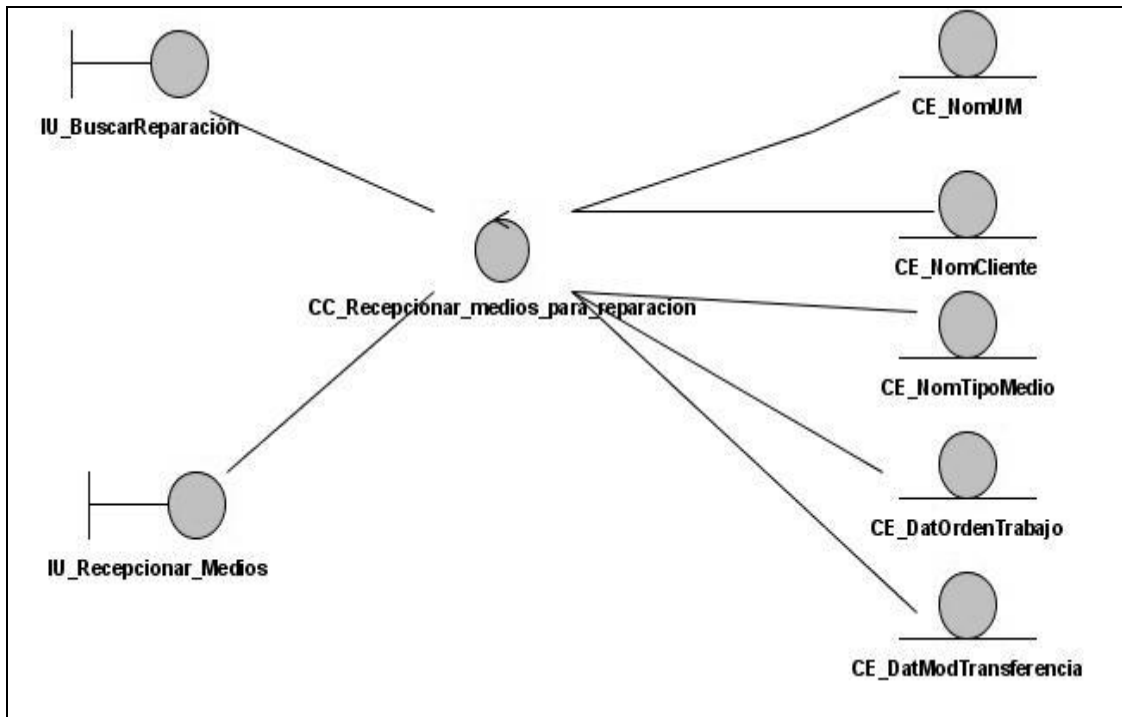 IU_BuscarReparación
CE_NomUM
CE_NomCliente
CC_Recepcionar_medios_para_reparacion
CE_NomTipoMedio
CE_DatOrdenTrabajo
IU_Recepcionar_Medios
CE_DatModTransferencia